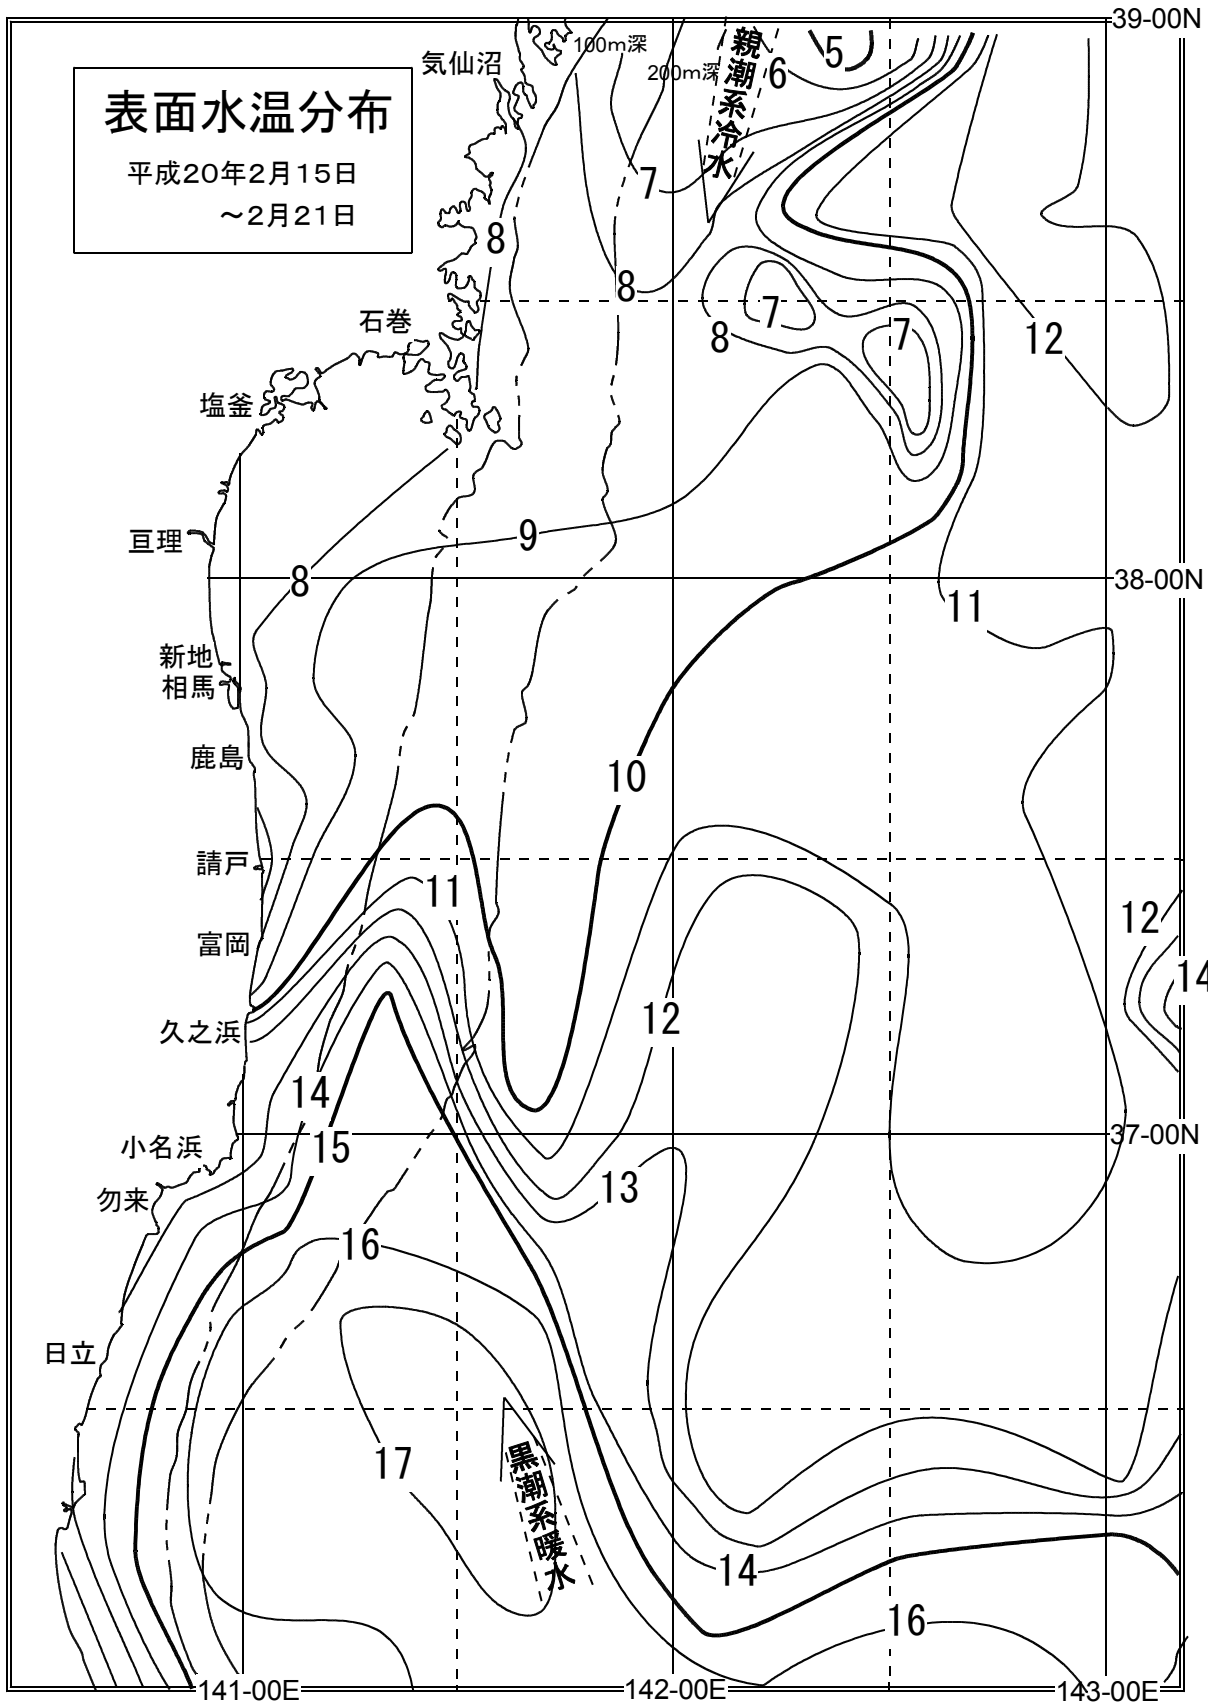 39-00N
表面水温分布
平成20年2月15日
～2月21日
気仙沼
100m深
200m深
親潮系冷水
5
6
7
8
8
7
7
8
12
石巻
塩釜
亘理
9
8
38-00N
11
新地
相馬
鹿島
10
請戸
11
富岡
12
14
久之浜
12
14
15
37-00N
小名浜
勿来
13
16
日立
17
黒潮系暖水
14
16
141-00E
142-00E
143-00E